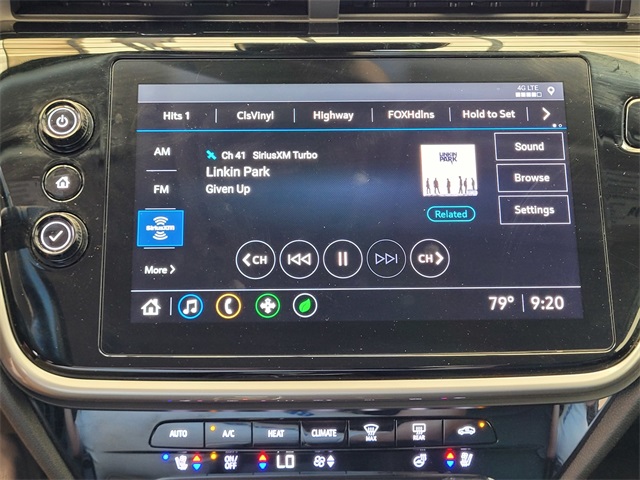 4G LTE
Hits 1 ClsVinyl Highway FOXHdlns Hold to Set
AM
Ch 41 SiriusXM Turbo
Linkin Park
Given Up
LINKIN PARK
Related
Sound
Browse
Settings
FM
SiriusXM
More
CH CH
79° 9:20
AUTO A/C HEAT CLIMATE MAX REAR
ON/OFF LO